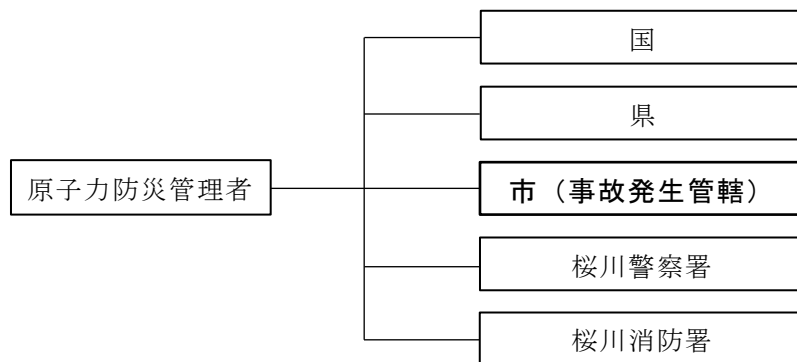 国
県
原子力防災管理者
市（事故発生管轄）
桜川警察署
桜川消防署